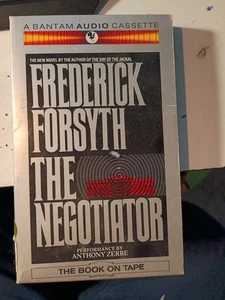 A BANTAM AUDIO CASSETTE
THE NEW NOVEL BY THE AUTHOR OF THE DAY OF THE JACKAL
FREDERICK
FORSYTH
THE
NEGOTIATOR
PERFORMANCE BY
ANTHONY ZERBE
THE BOOK ON TAPE